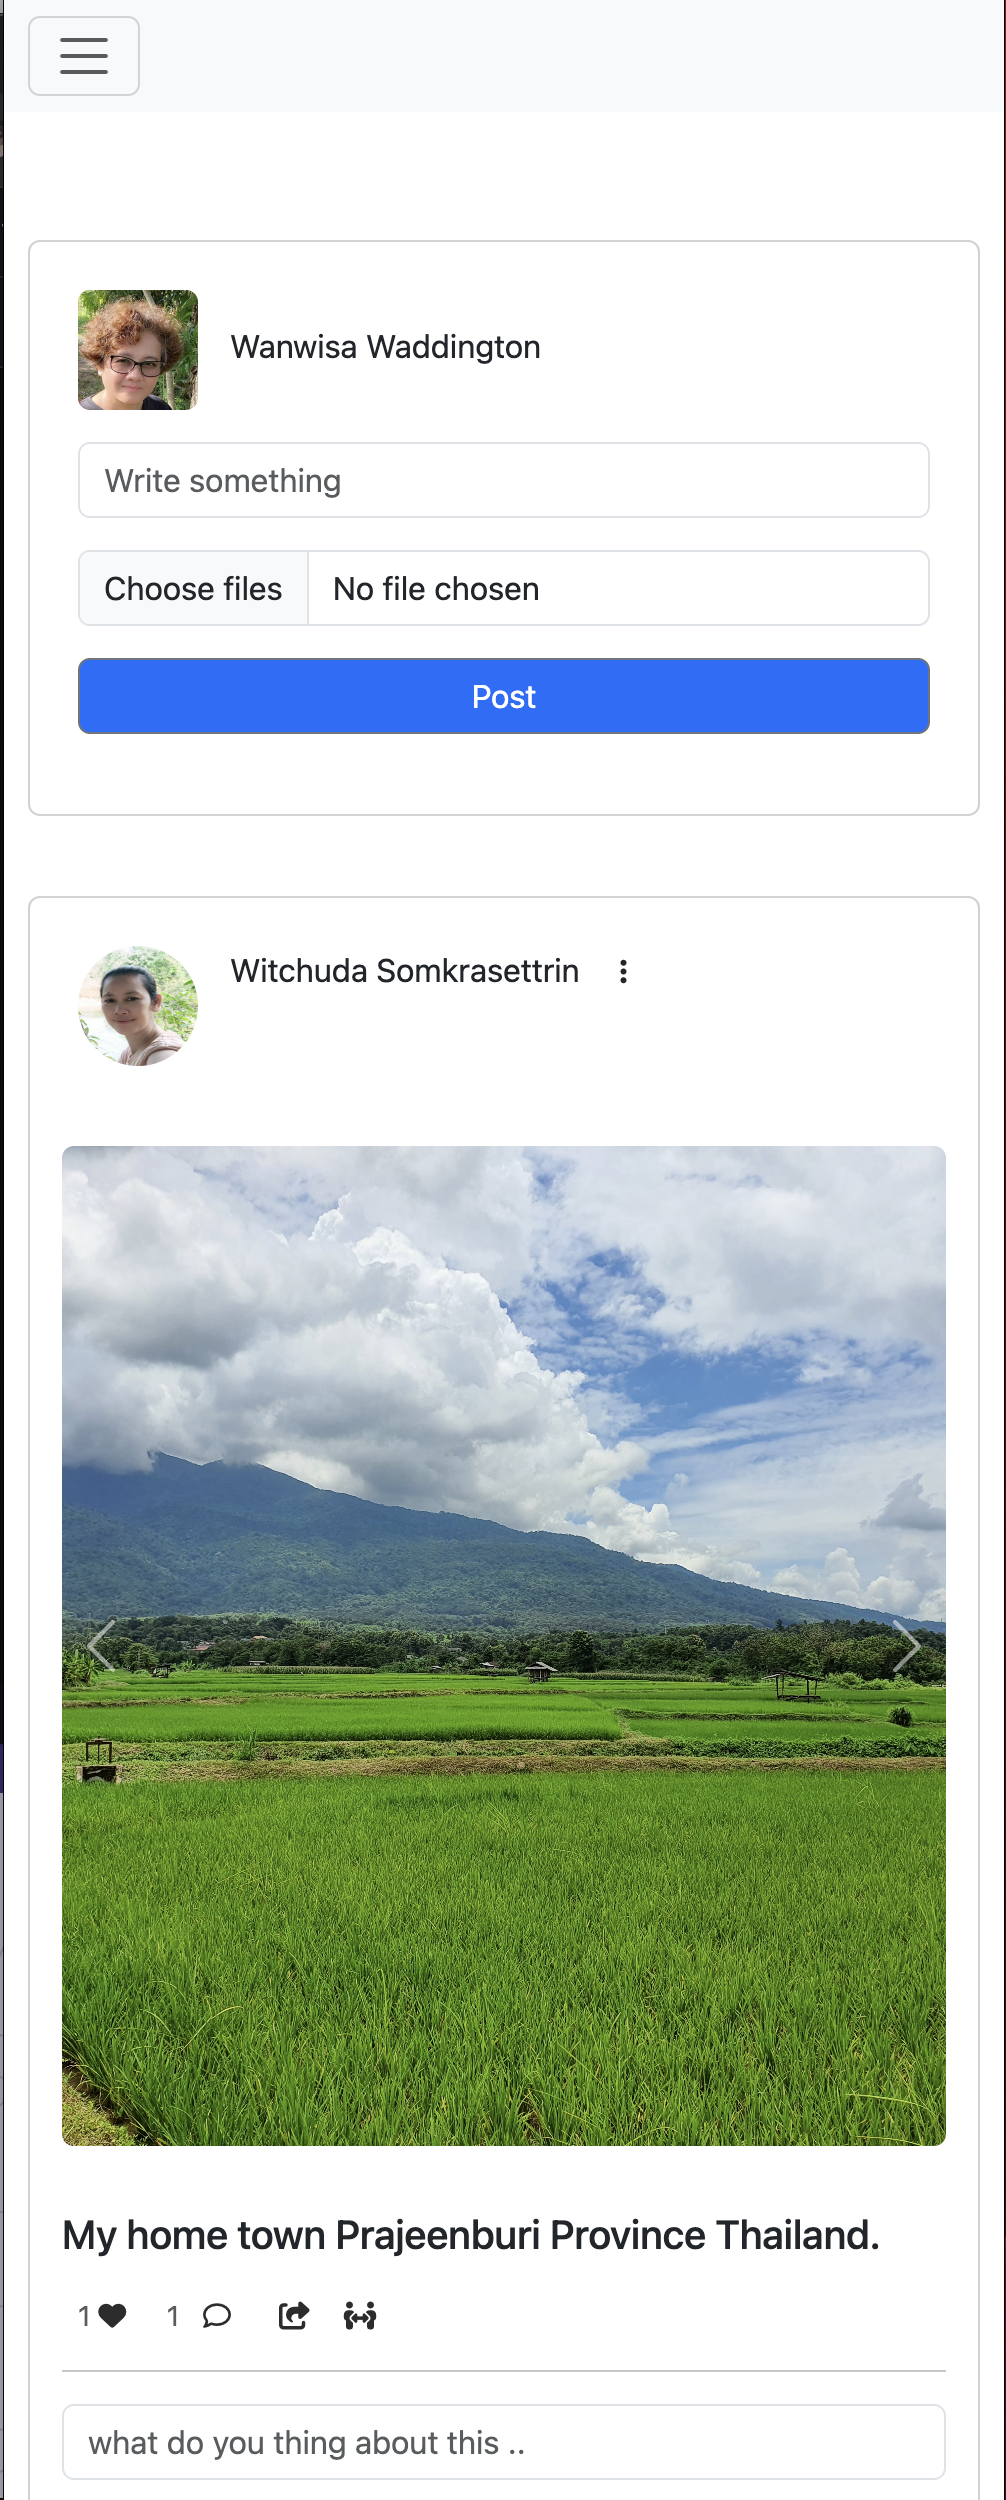 Wanwisa Waddington
Write something
Choose files No file chosen
Post
Witchuda Somkrasettrin
My home town Prajeenburi Province Thailand.
1 1
what do you thing about this ..